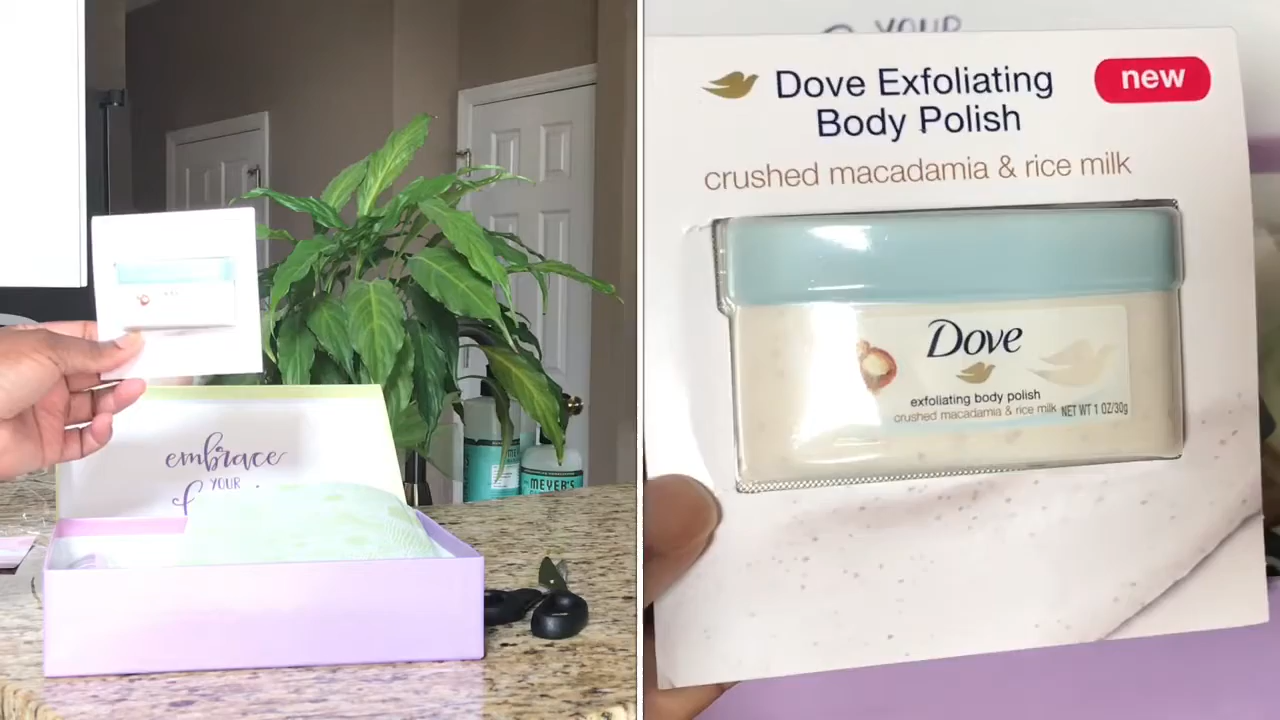 embrace
YOUR
MEYER'S
YOUR
Dove Exfoliating
Body Polish
new
crushed macadamia & rice milk
Dove
exfoliating body polish
crushed macadamia & rice milk NET WT 1 OZ/30g